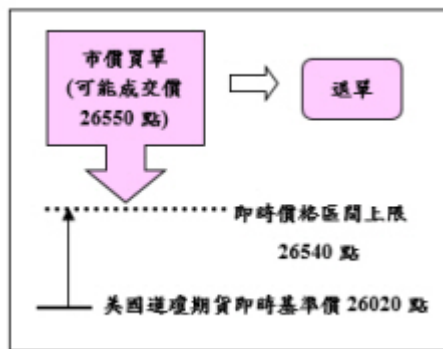 市價買單
(可能成交價
26550 點)
退單
即時價格區間上限
26540 點
美國道瓊期貨即時基準價 26020 點